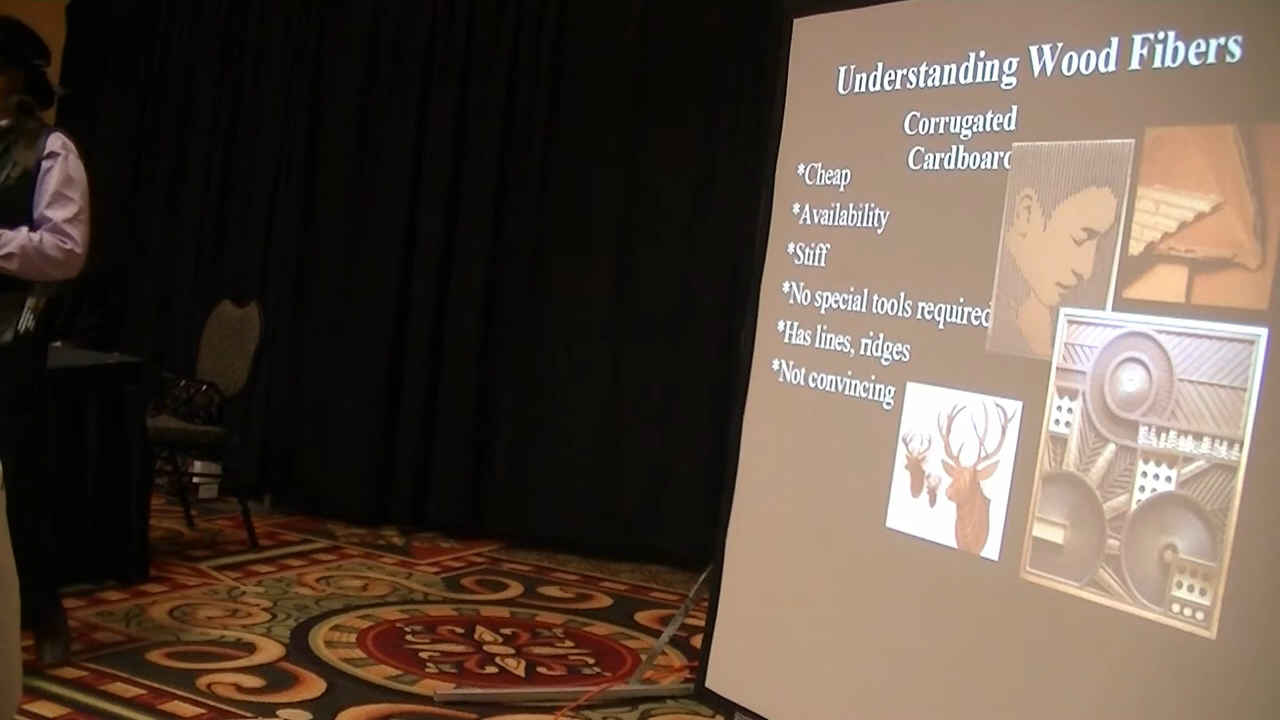 Understanding Wood Fibers
Corrugated
Cardboard
*Cheap
*Availability
*Stiff
*No special tools required
*Has lines, ridges
*Not convincing